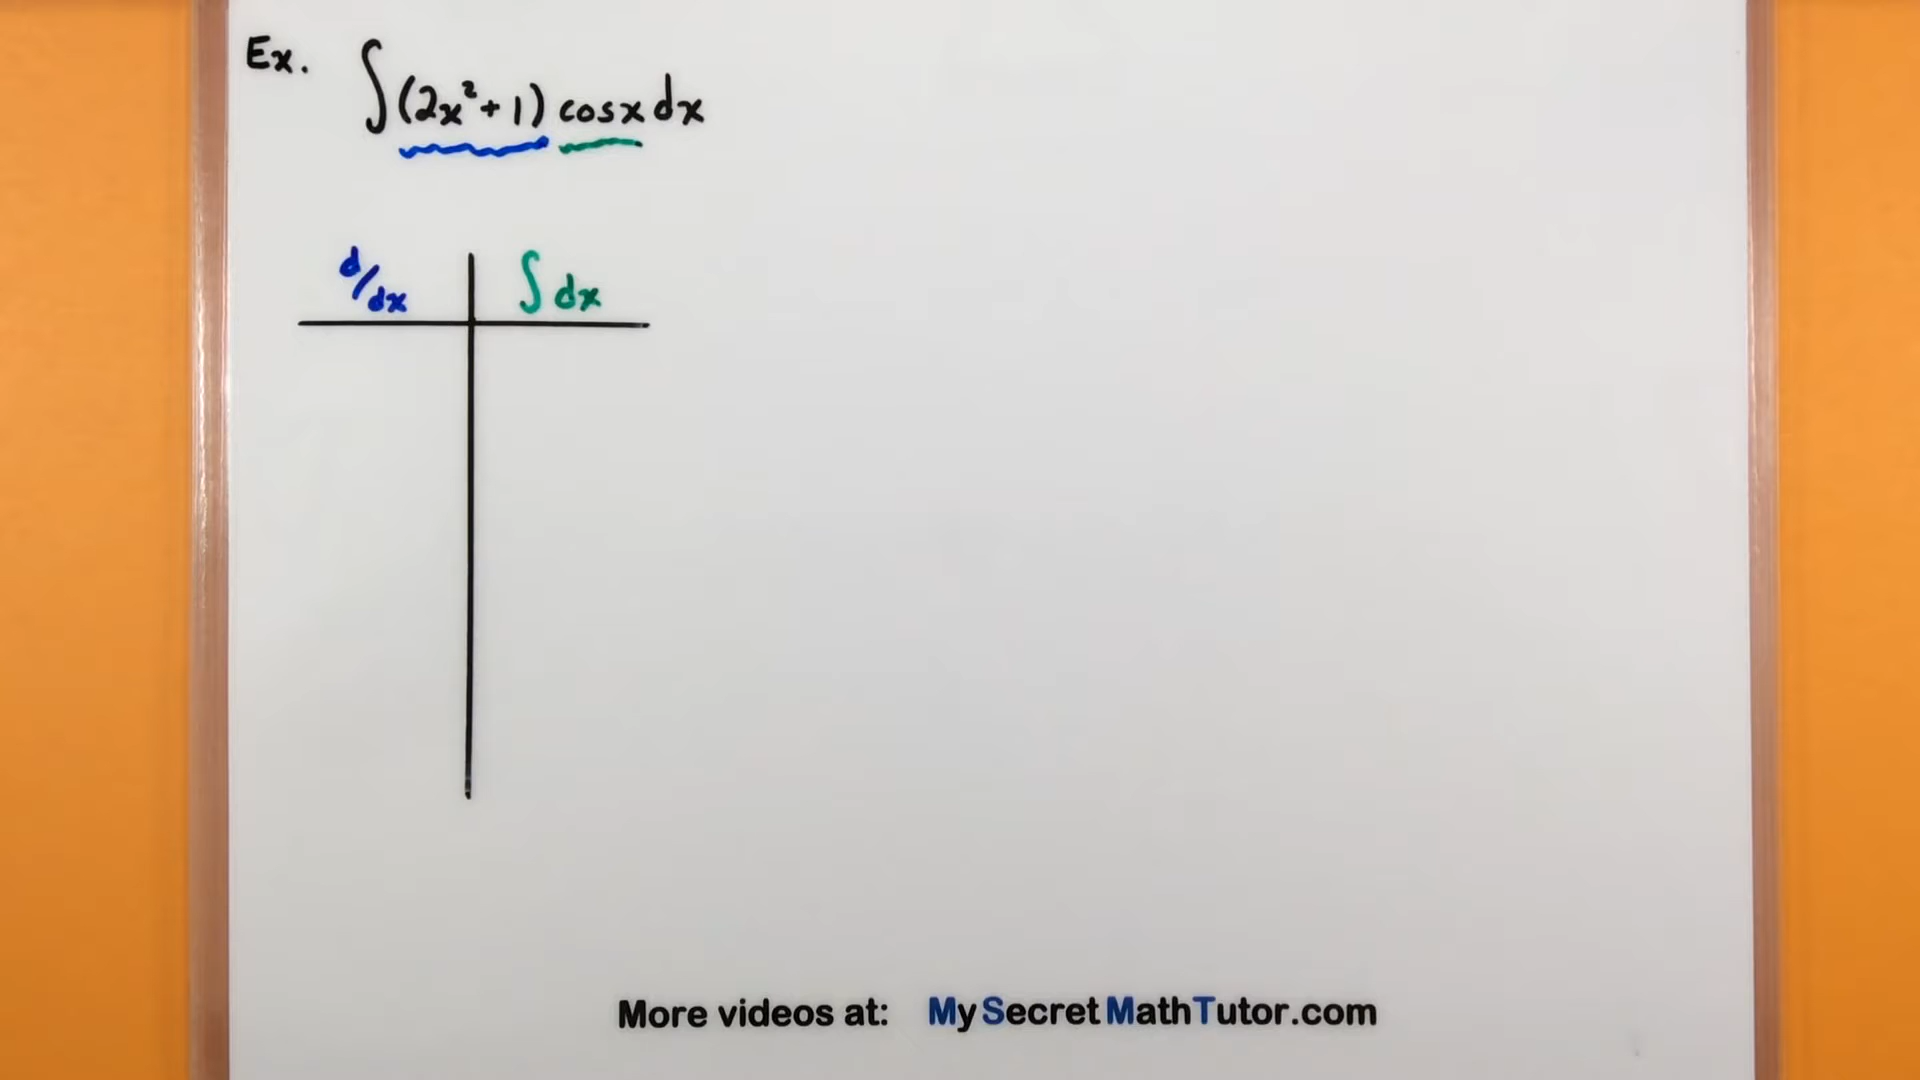 Ex. ∫(2x²+1) cosx dx
d/dx ∫ dx
More videos at: MySecretMathTutor.com